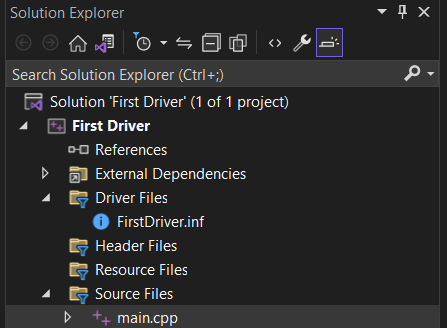 Solution Explorer
Search Solution Explorer (Ctrl+;)
Solution 'First Driver' (1 of 1 project)
First Driver
References
External Dependencies
Driver Files
FirstDriver.inf
Header Files
Resource Files
Source Files
main.cpp